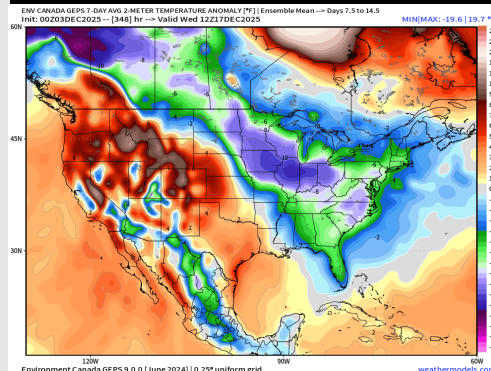 ENV CANADA GEPS 7-DAY AVG 2-METER TEMPERATURE ANOMALY [°F] | Ensemble Mean --> Days 7.5 to 14.5
Init: 00Z03DEC2025 -- [348] hr --> Valid Wed 12Z17DEC2025
MIN|MAX: -19.6 | 19.7 °
60N
45N
30N
120W
90W
60W
Environment Canada GEPS 9.0.0 [June 2024] | 0.25° uniform grid
weathermodels.co